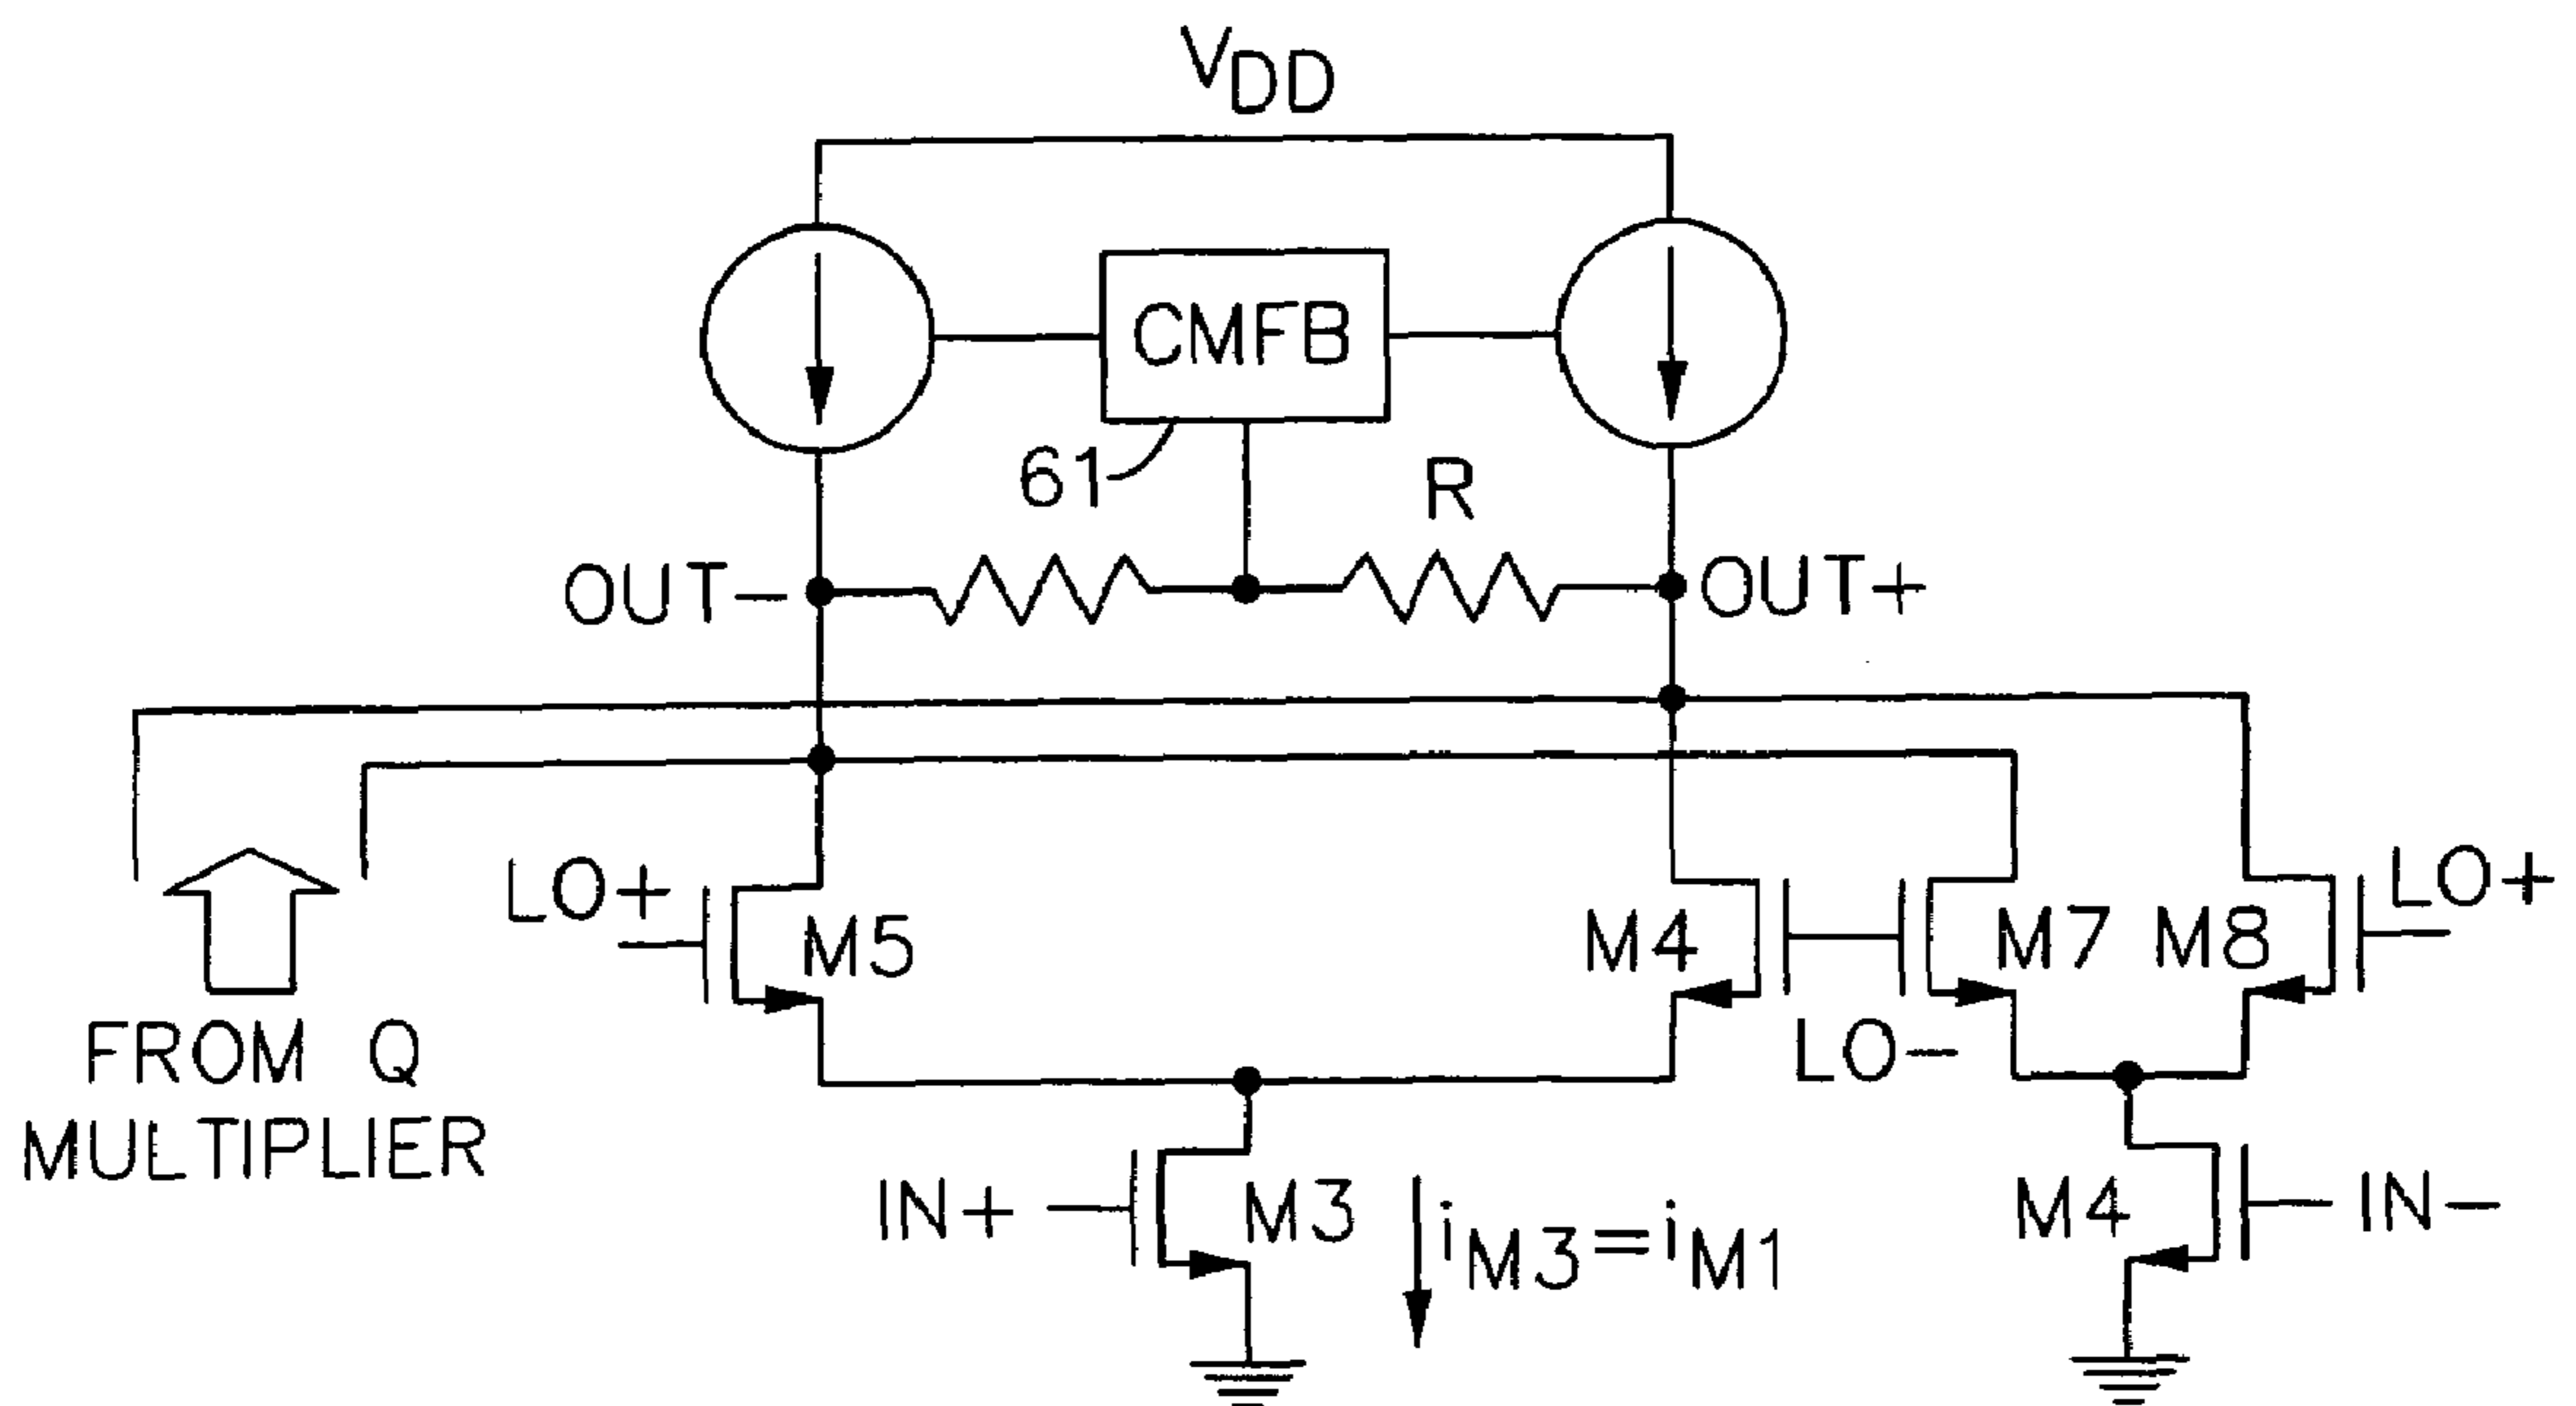 VDD
CMFB
61
R
OUT−
OUT+
LO+
M5
M4
M7
M8
LO+
LO−
FROM Q
MULTIPLIER
IN+
M3
iM3=iM1
M4
IN−